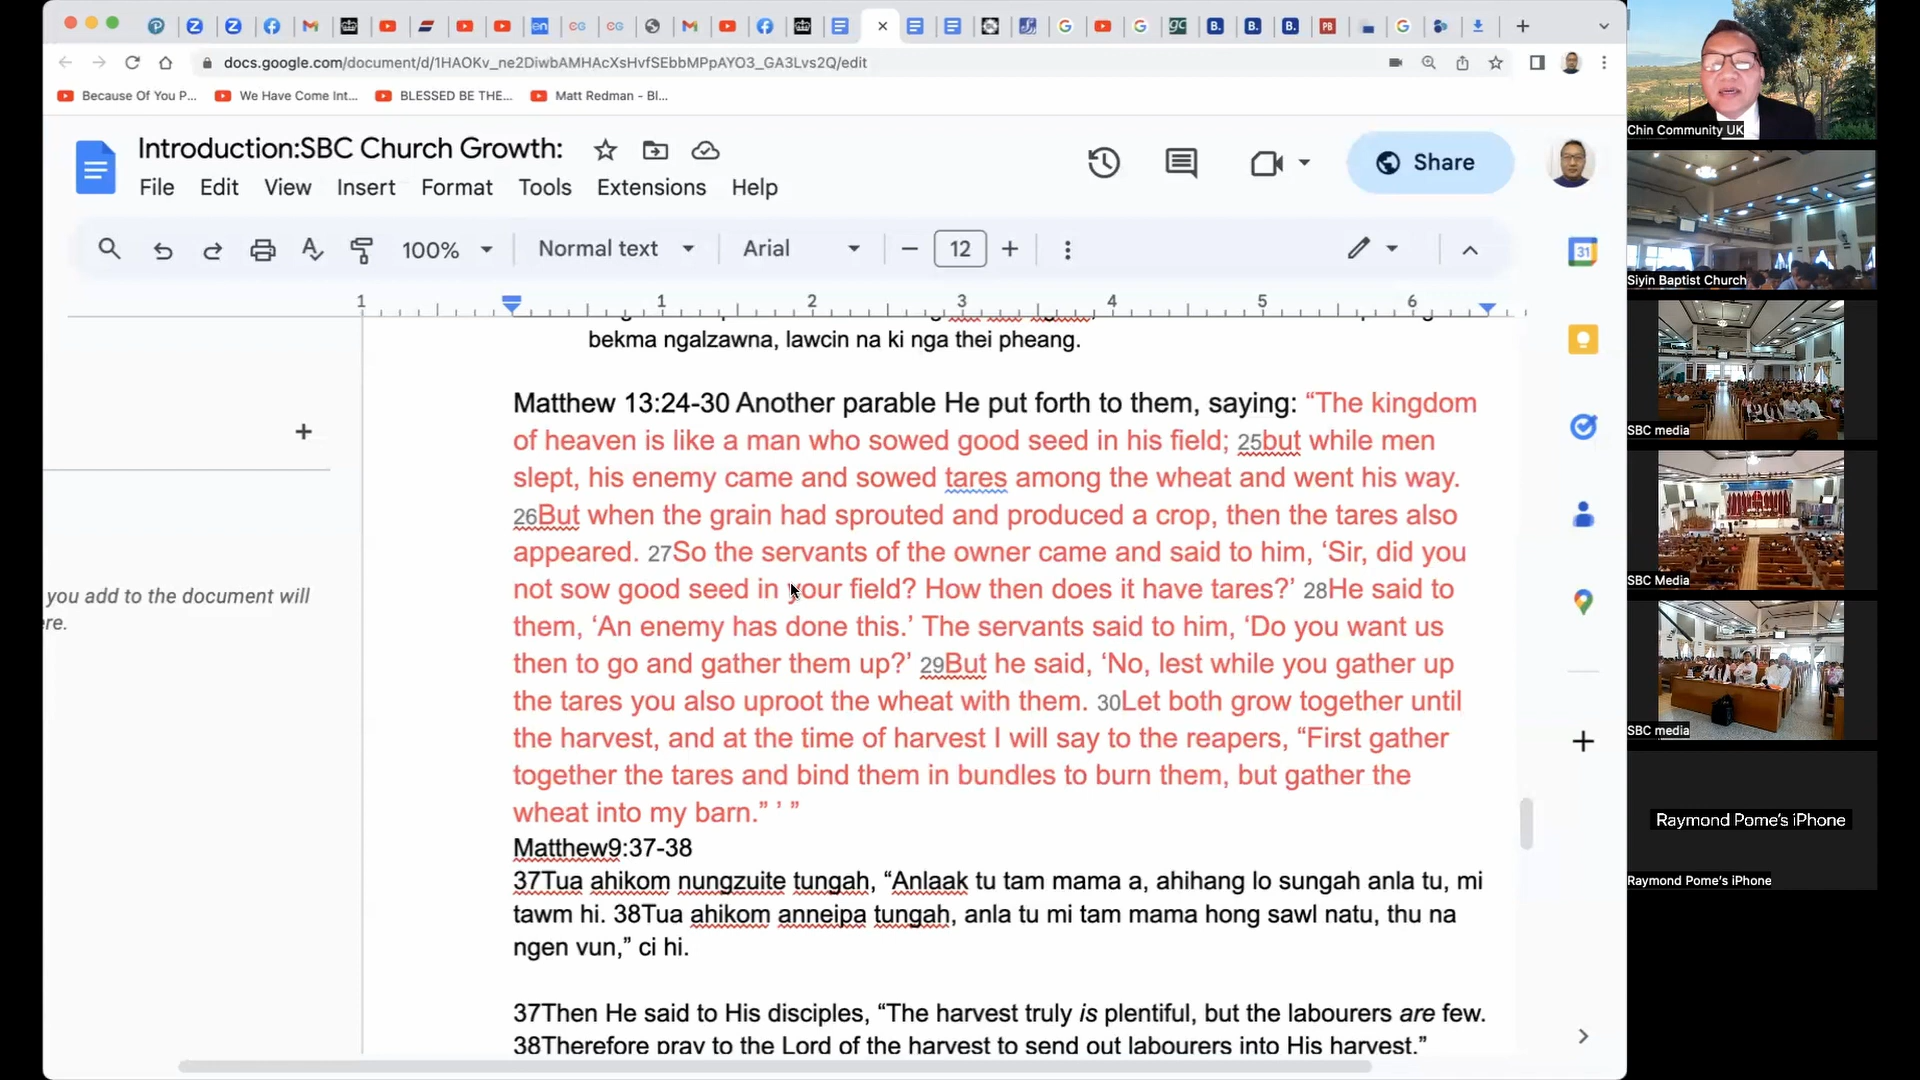 docs.google.com/document/d/1HAOKv_ne2DiwbAMHAcXsHvfSEbbMPpAYO3_GA3Lvs2Q/edit
Because Of You P... We Have Come Int... BLESSED BE THE... Matt Redman - Bl...
Introduction:SBC Church Growth:
Share
File Edit View Insert Format Tools Extensions Help
100% Normal text Arial 12
1 1 2 3 4 5 6
bekma ngalzawna, lawcin na ki nga thei pheang.
Matthew 13:24-30 Another parable He put forth to them, saying: “The kingdom
of heaven is like a man who sowed good seed in his field; 25but while men
slept, his enemy came and sowed tares among the wheat and went his way.
26But when the grain had sprouted and produced a crop, then the tares also
appeared. 27So the servants of the owner came and said to him, ‘Sir, did you
not sow good seed in your field? How then does it have tares?’ 28He said to
them, ‘An enemy has done this.’ The servants said to him, ‘Do you want us
then to go and gather them up?’ 29But he said, ‘No, lest while you gather up
the tares you also uproot the wheat with them. 30Let both grow together until
the harvest, and at the time of harvest I will say to the reapers, “First gather
together the tares and bind them in bundles to burn them, but gather the
wheat into my barn.” ’ ”
Matthew9:37-38
37Tua ahikom nungzuite tungah, “Anlaak tu tam mama a, ahihang lo sungah anla tu, mi
tawm hi. 38Tua ahikom anneipa tungah, anla tu mi tam mama hong sawl natu, thu na
ngen vun,” ci hi.
37Then He said to His disciples, “The harvest truly is plentiful, but the labourers are few.
38Therefore pray to the Lord of the harvest to send out labourers into His harvest.”
you add to the document will
ere.
31
Chin Community UK
Siyin Baptist Church
SBC media
SBC Media
SBC media
Raymond Pome’s iPhone
Raymond Pome’s iPhone